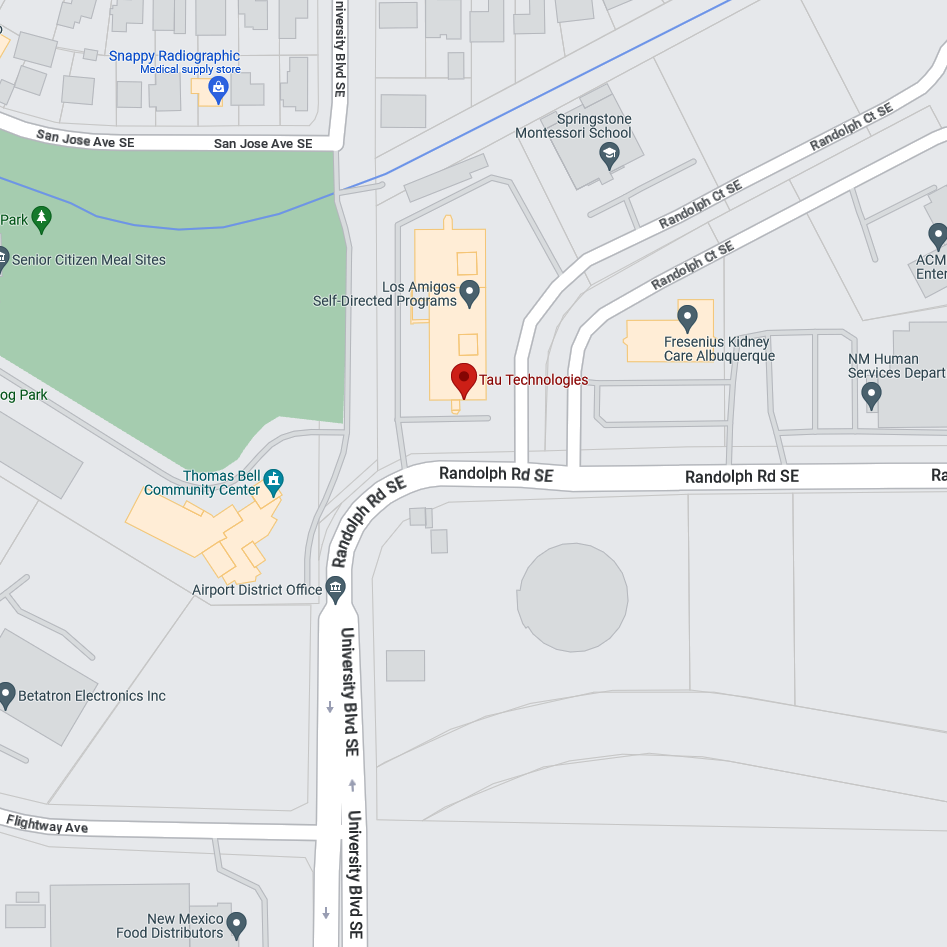 University Blvd SE
Snappy Radiographic
Medical supply store
San Jose Ave SE
San Jose Ave SE
Springstone
Montessori School
Randolph Ct SE
Randolph Ct SE
Randolph Ct SE
Park
Senior Citizen Meal Sites
ACM
Enter
Los Amigos
Self-Directed Programs
Fresenius Kidney
Care Albuquerque
NM Human
Services Depart
Tau Technologies
og Park
Thomas Bell
Community Center
Randolph Rd SE
Randolph Rd SE
Ra
Randolph Rd SE
Airport District Office
University Blvd SE
Betatron Electronics Inc
Flightway Ave
University Blvd SE
New Mexico
Food Distributors